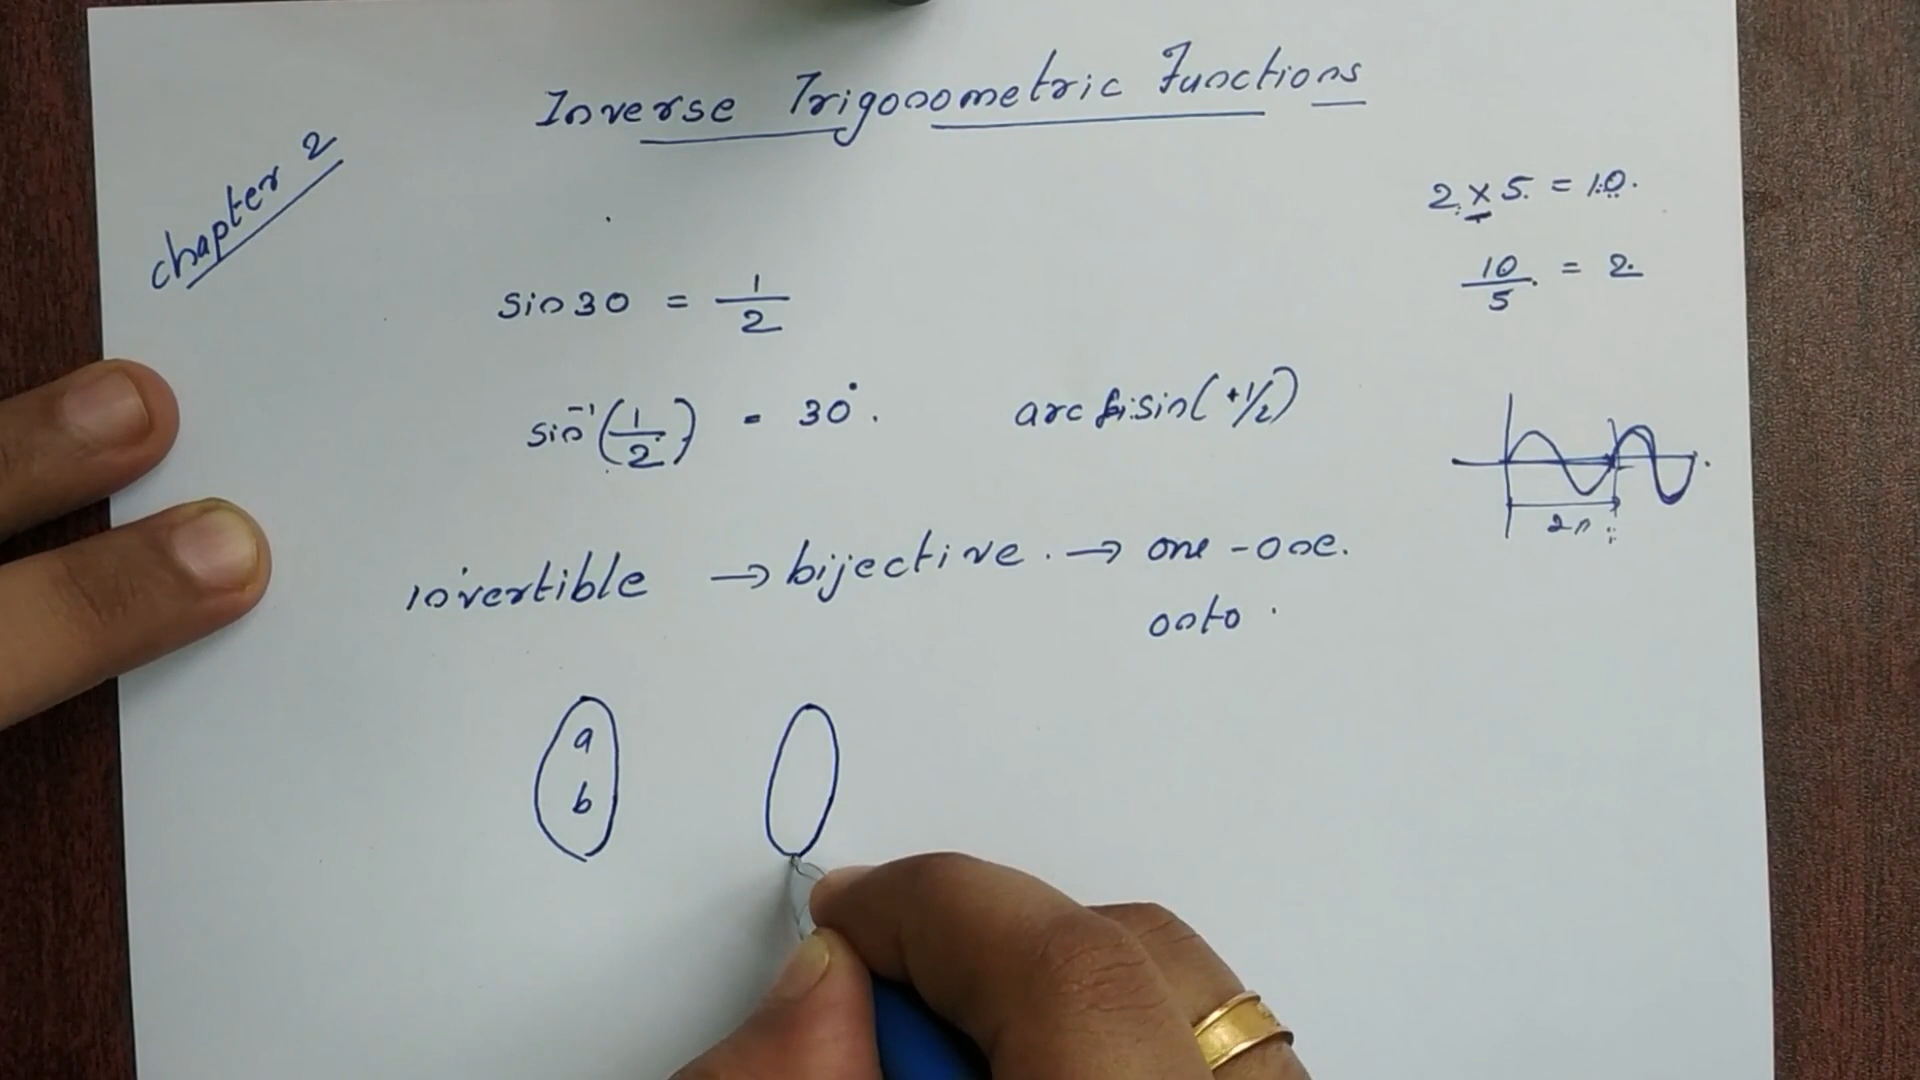 Inverse Trigonometric Functions
chapter 2
2 x 5 = 10.
10/5 = 2
sin 30 = 1/2
sin⁻¹(1/2) = 30°.
arc sin(+1/2)
invertible → bijective. → one-one.
onto.
a
b